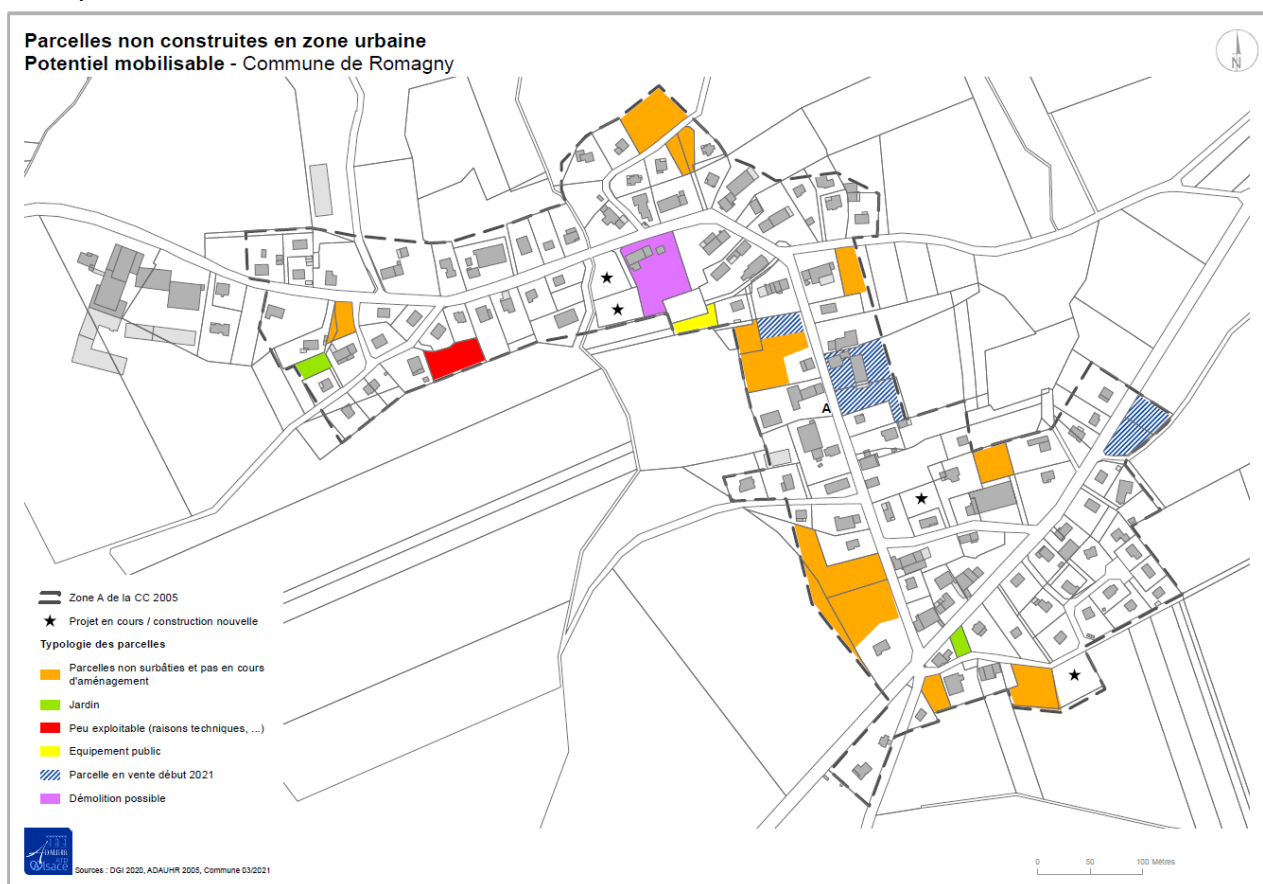 Parcelles non construites en zone urbaine
Potentiel mobilisable - Commune de Romagny
N
A
Zone A de la CC 2005
Projet en cours / construction nouvelle
Typologie des parcelles
Parcelles non surbâties et pas en cours
d'aménagement
Jardin
Peu exploitable (raisons techniques, ...)
Equipement public
Parcelle en vente début 2021
Démolition possible
ADAUHR
ATD
Alsace
Sources : DGI 2020, ADAUHR 2005, Commune 03/2021
0 50 100 Mètres